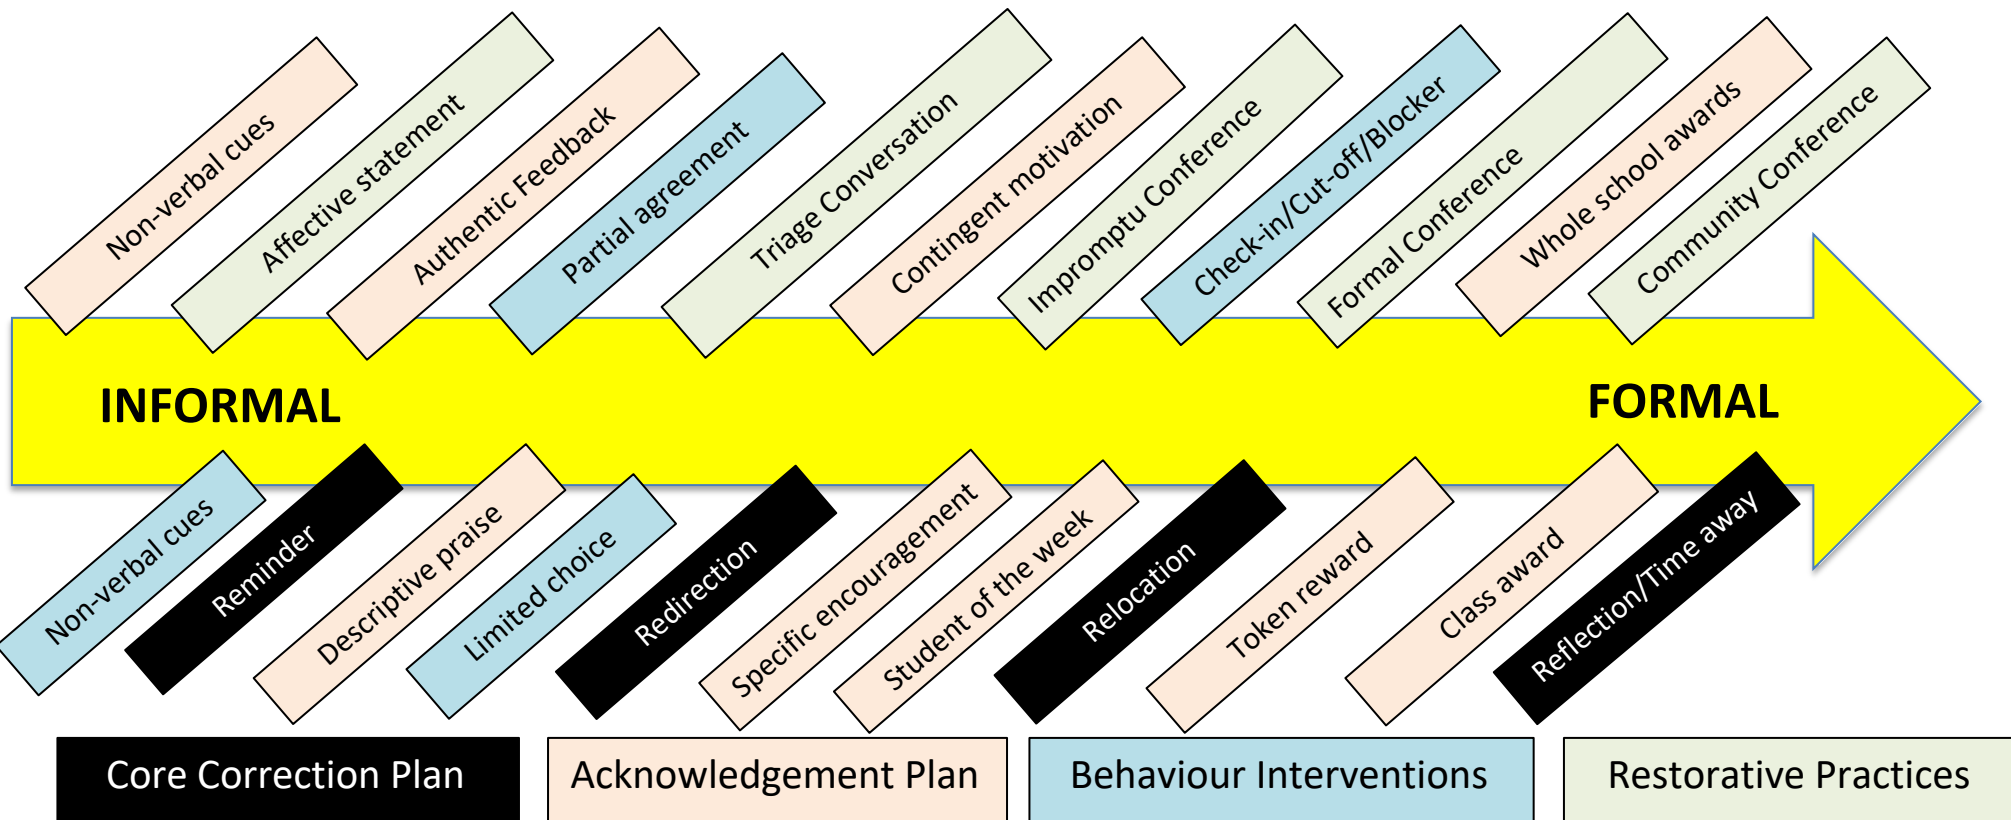 Non-verbal cues
Affective statement
Authentic Feedback
Partial agreement
Triage Conversation
Contingent motivation
Impromptu Conference
Check-in/Cut-off/Blocker
Formal Conference
Whole school awards
Community Conference
INFORMAL
FORMAL
Non-verbal cues
Reminder
Descriptive praise
Limited choice
Redirection
Specific encouragement
Student of the week
Relocation
Token reward
Class award
Reflection/Time away
Core Correction Plan
Acknowledgement Plan
Behaviour Interventions
Restorative Practices